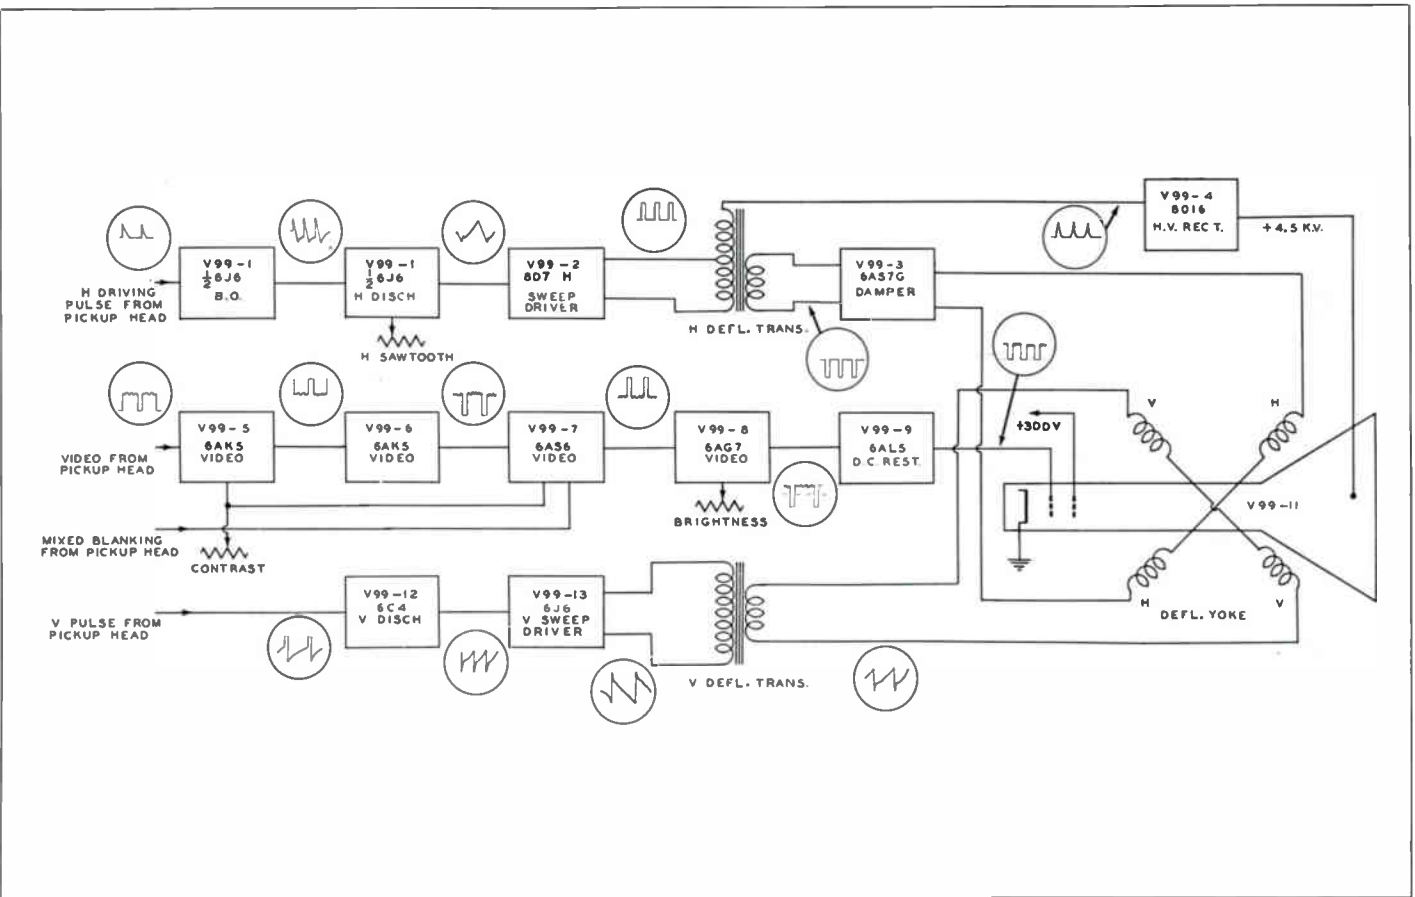 V99-4
8016
H.V. RECT.
+4.5 K.V.
H DRIVING
PULSE FROM
PICKUP HEAD
V99-1
1/2 6J6
B.O.
V99-1
1/2 6J6
H DISCH
H SAWTOOTH
V99-2
8D7 H
SWEEP
DRIVER
H DEFL. TRANS.
V99-3
6AS7G
DAMPER
VIDEO FROM
PICKUP HEAD
V99-5
6AK5
VIDEO
V99-6
6AK5
VIDEO
V99-7
6AS6
VIDEO
V99-8
6AG7
VIDEO
BRIGHTNESS
V99-9
6AL5
D.C. REST.
+300V
V
H
V99-11
H
V
DEFL. YOKE
MIXED BLANKING
FROM PICKUP HEAD
CONTRAST
V PULSE FROM
PICKUP HEAD
V99-12
6C4
V DISCH
V99-13
6J6
V SWEEP
DRIVER
V DEFL. TRANS.